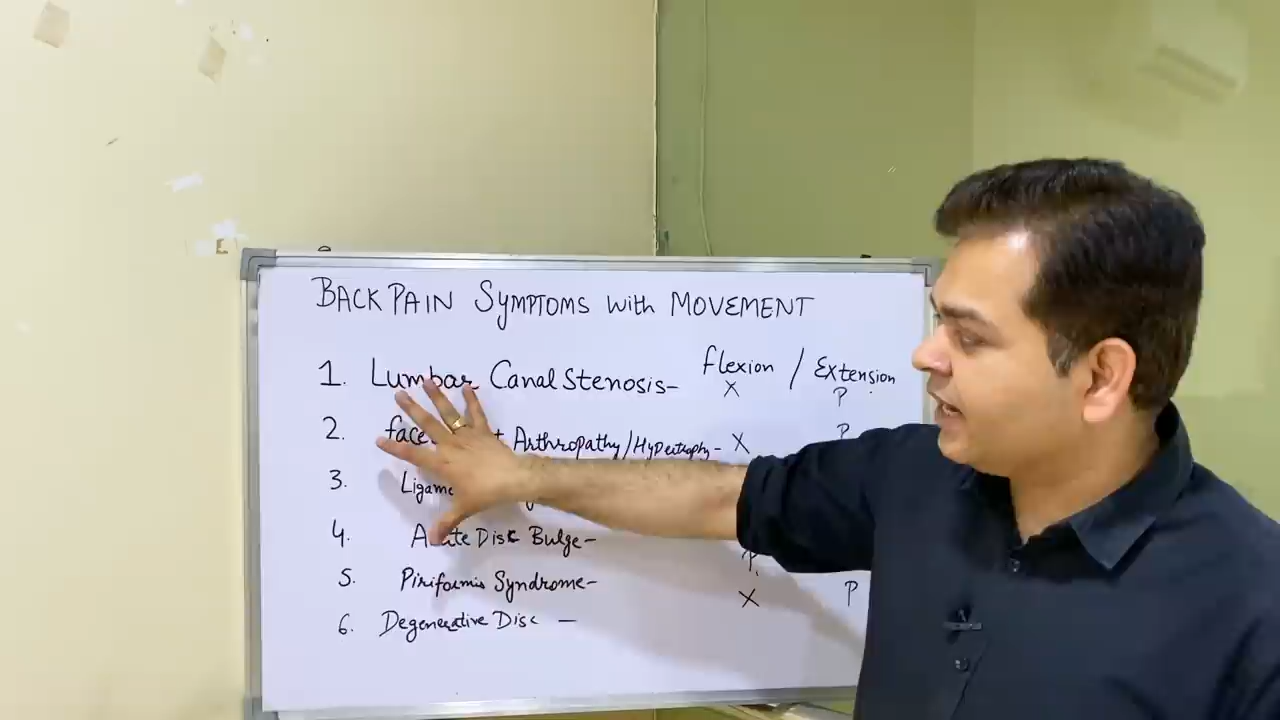 BACK PAIN SYMPTOMS with MOVEMENT
flexion / Extension
1. Lumbar Canal Stenosis- X P
2. Arthropathy/Hypertrophy- X P
3.
4. Disc Bulge-
P
5. Piriformis Syndrome- X P
6. Degenerative Disc -